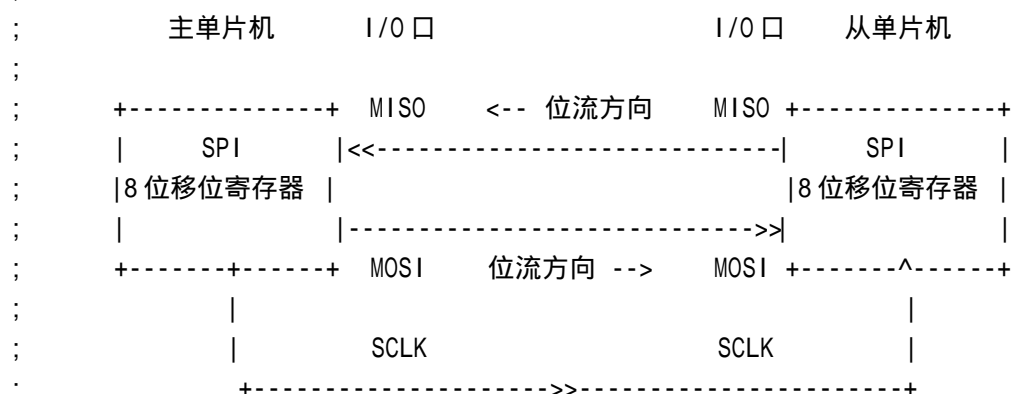 ;
; 主单片机 I/O 口 I/O 口 从单片机
;
; +--------------+ MISO <-- 位流方向 MISO +--------------+
; | SPI |<<-----------------------------| SPI |
; |8 位移位寄存器 | |8 位移位寄存器 |
; | |----------------------------->>| |
; +-------+------+ MOSI 位流方向 --> MOSI +-------^------+
; | |
; | SCLK SCLK |
; +--------------------->>-----------------------+